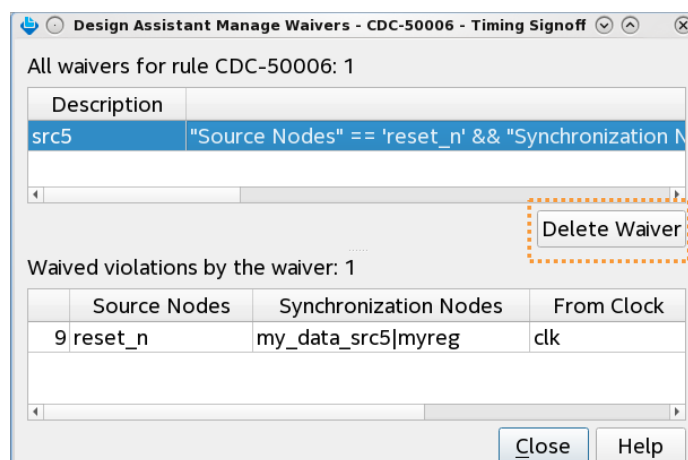 Design Assistant Manage Waivers - CDC-50006 - Timing Signoff
All waivers for rule CDC-50006: 1
Description
src5 "Source Nodes" == 'reset_n' && "Synchronization N
Delete Waiver
Waived violations by the waiver: 1
Source Nodes Synchronization Nodes From Clock
9 reset_n my_data_src5|myreg clk
Close Help